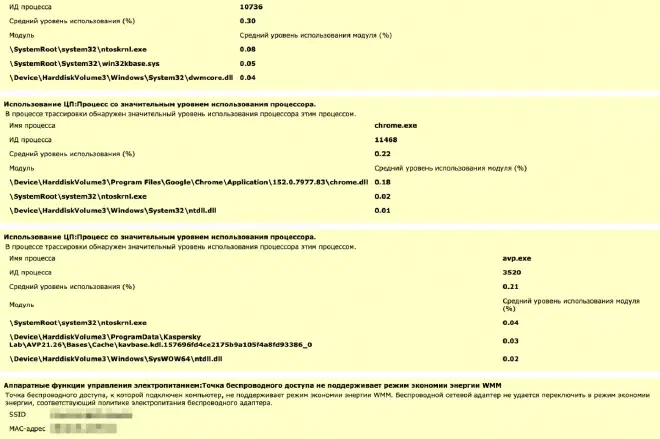 ИД процесса 10736
Средний уровень использования (%) 0.30
Модуль Средний уровень использования модуля (%)
\SystemRoot\system32\ntoskrnl.exe 0.08
\SystemRoot\System32\win32kbase.sys 0.05
\Device\HarddiskVolume3\Windows\System32\dwmcore.dll 0.04
Использование ЦП:Процесс со значительным уровнем использования процессора.
В процессе трассировки обнаружен значительный уровень использования процессора этим процессом.
Имя процесса chrome.exe
ИД процесса 11468
Средний уровень использования (%) 0.22
Модуль Средний уровень использования модуля (%)
\Device\HarddiskVolume3\Program Files\Google\Chrome\Application\152.0.7977.83\chrome.dll 0.18
\SystemRoot\system32\ntoskrnl.exe 0.02
\Device\HarddiskVolume3\Windows\System32\ntdll.dll 0.01
Использование ЦП:Процесс со значительным уровнем использования процессора.
В процессе трассировки обнаружен значительный уровень использования процессора этим процессом.
Имя процесса avp.exe
ИД процесса 3520
Средний уровень использования (%) 0.21
Модуль Средний уровень использования модуля
(%)
\SystemRoot\system32\ntoskrnl.exe 0.04
\Device\HarddiskVolume3\ProgramData\Kaspersky
Lab\AVP21.26\Bases\Cache\kavbase.kdl.157696fd4ce2175b9a105f4a8fd93386_0 0.03
\Device\HarddiskVolume3\Windows\SysWOW64\ntdll.dll 0.02
Аппаратные функции управления электропитанием:Точка беспроводного доступа не поддерживает режим экономии энергии WMM
Точка беспроводного доступа, к которой подключен компьютер, не поддерживает режим экономии энергии WMM. Беспроводной сетевой адаптер не удается переключить в режим экономии
энергии, соответствующий политике электропитания беспроводного адаптера.
SSID
MAC-адрес